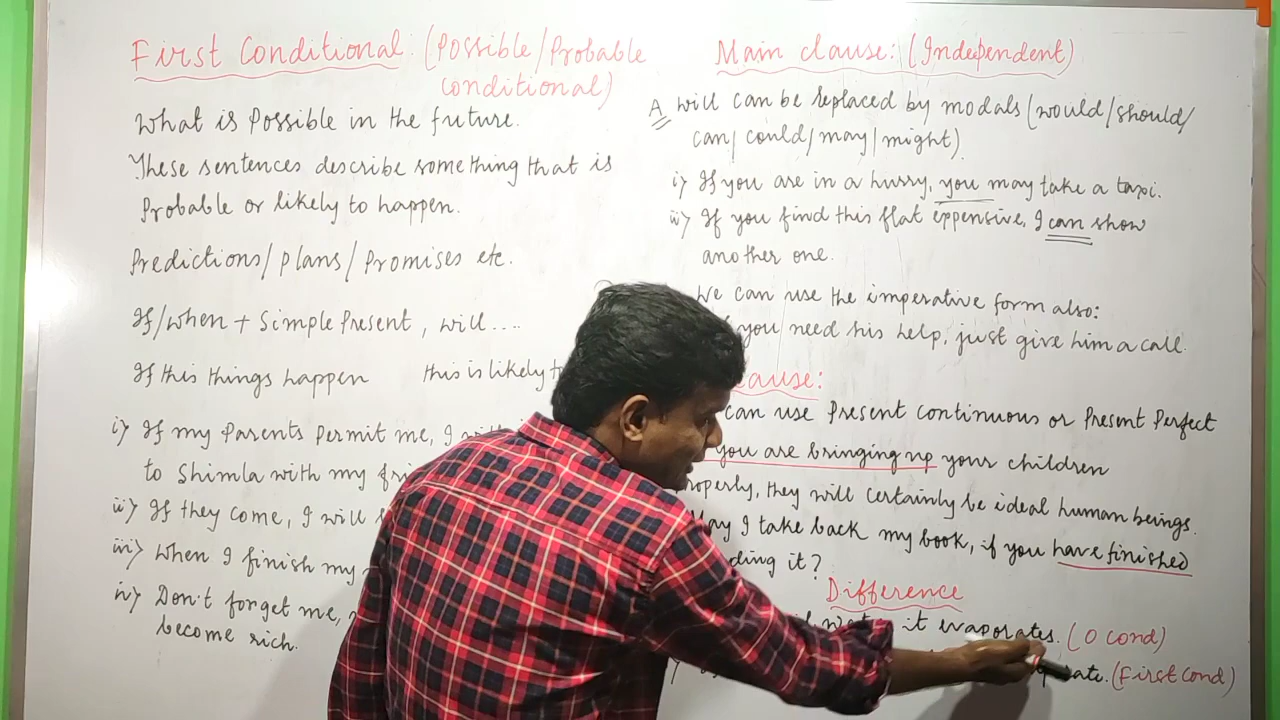 First Conditional: (Possible/Probable
conditional)
What is Possible in the future.
These sentences describe something that is
Probable or likely to happen.
Predictions/plans/Promises etc.
If/when + Simple Present, will....
If this things happen this is likely
i) If my Parents Permit me, I
to Shimla with my
ii) If they come, I will
iii) When I finish my
iv) Don't forget me,
become rich.
Main clause: (Independent)
A will can be replaced by modals (would/should/
can/could/may/might).
i) If you are in a hurry, you may take a taxi.
ii) If you find this flat expensive, I can show
another one.
We can use the imperative form also:
you need his help, just give him a call.
can use Present continuous or Present Perfect
you are bringing up your children
they will certainly be ideal human beings.
May I take back my book, if you have finished
it?
Difference
it evaporates. (0 cond)
(First cond)